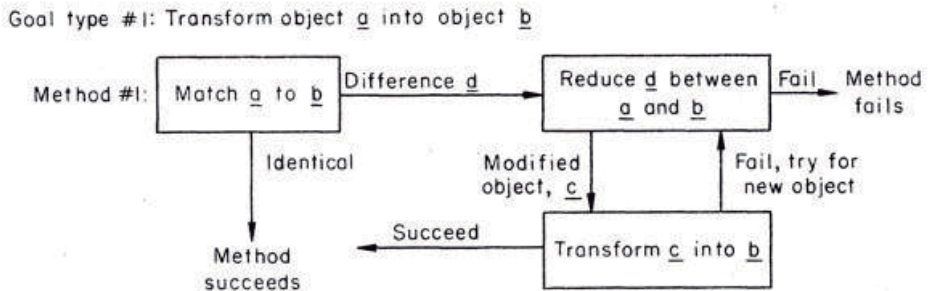 Goal type #1: Transform object a into object b
Method #1:
Match a to b
Difference d
Reduce d between
a and b
Fail
Method
fails
Identical
Modified
object, c
Fail, try for
new object
Method
succeeds
Succeed
Transform c into b